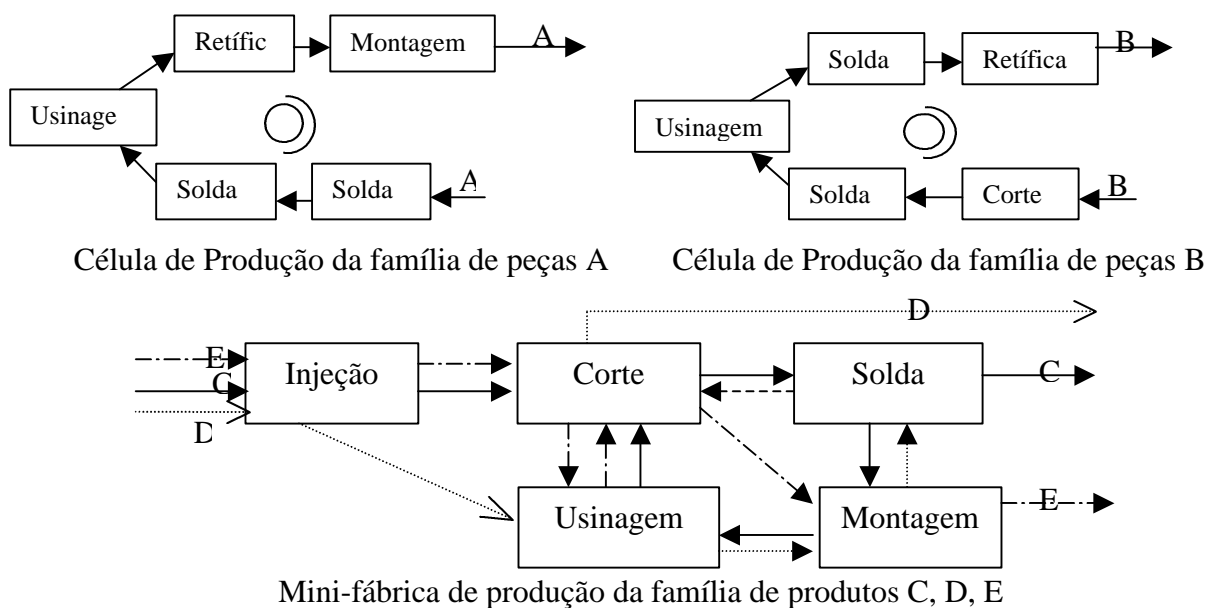 Retífic
Montagem
A
Usinage
Solda
Solda
A
Célula de Produção da família de peças A
Solda
Retífica
B
Usinagem
Solda
Corte
B
Célula de Produção da família de peças B
D
E
C
D
Injeção
Corte
Solda
C
Usinagem
Montagem
E
Mini-fábrica de produção da família de produtos C, D, E